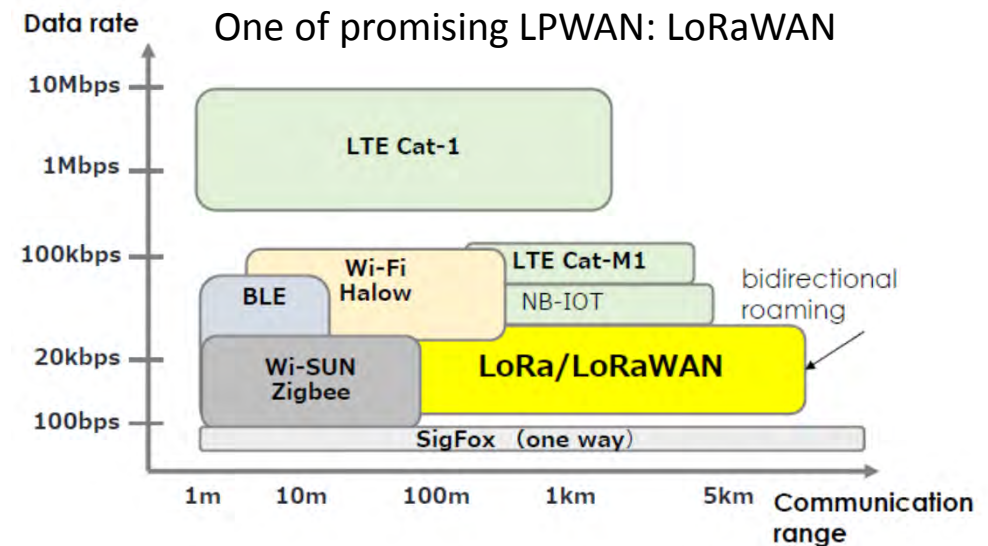 Data rate
One of promising LPWAN: LoRaWAN
10Mbps
LTE Cat-1
1Mbps
100kbps
Wi-Fi
Halow
LTE Cat-M1
BLE
NB-IOT
bidirectional
roaming
20kbps
Wi-SUN
Zigbee
LoRa/LoRaWAN
100bps
SigFox （one way）
1m
10m
100m
1km
5km
Communication
range